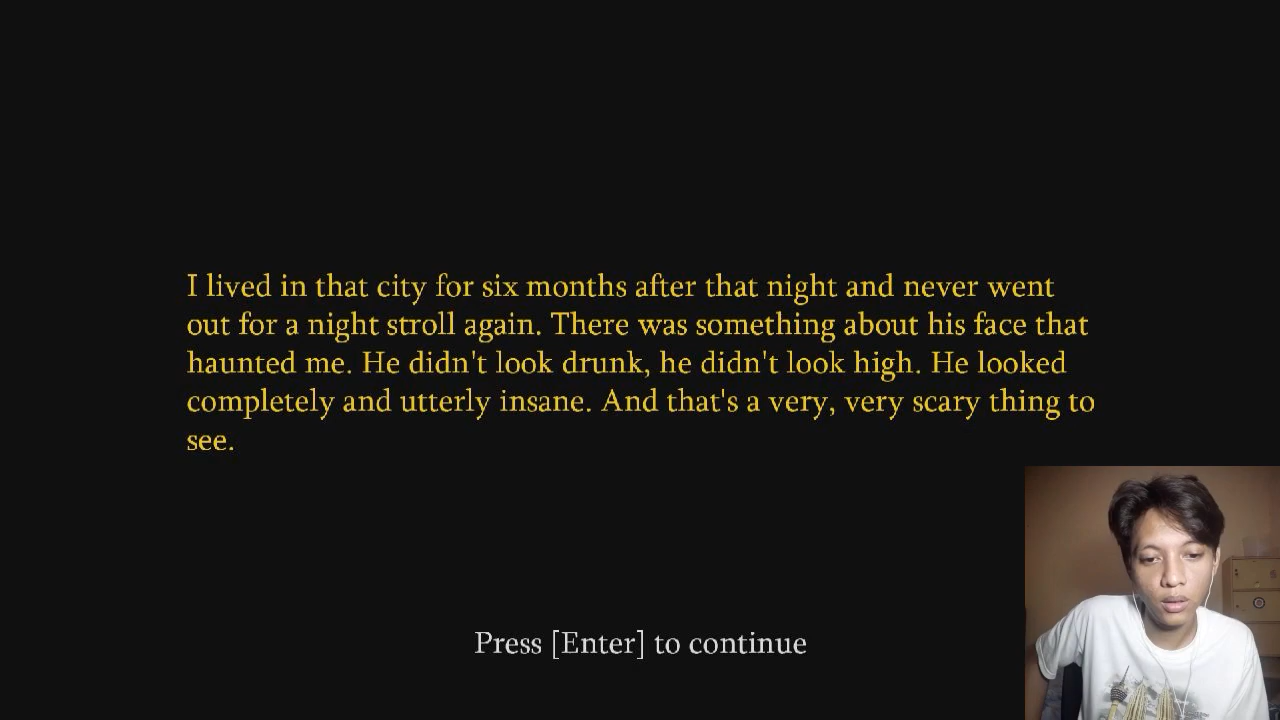 I lived in that city for six months after that night and never went
out for a night stroll again. There was something about his face that
haunted me. He didn't look drunk, he didn't look high. He looked
completely and utterly insane. And that's a very, very scary thing to
see.
Press [Enter] to continue